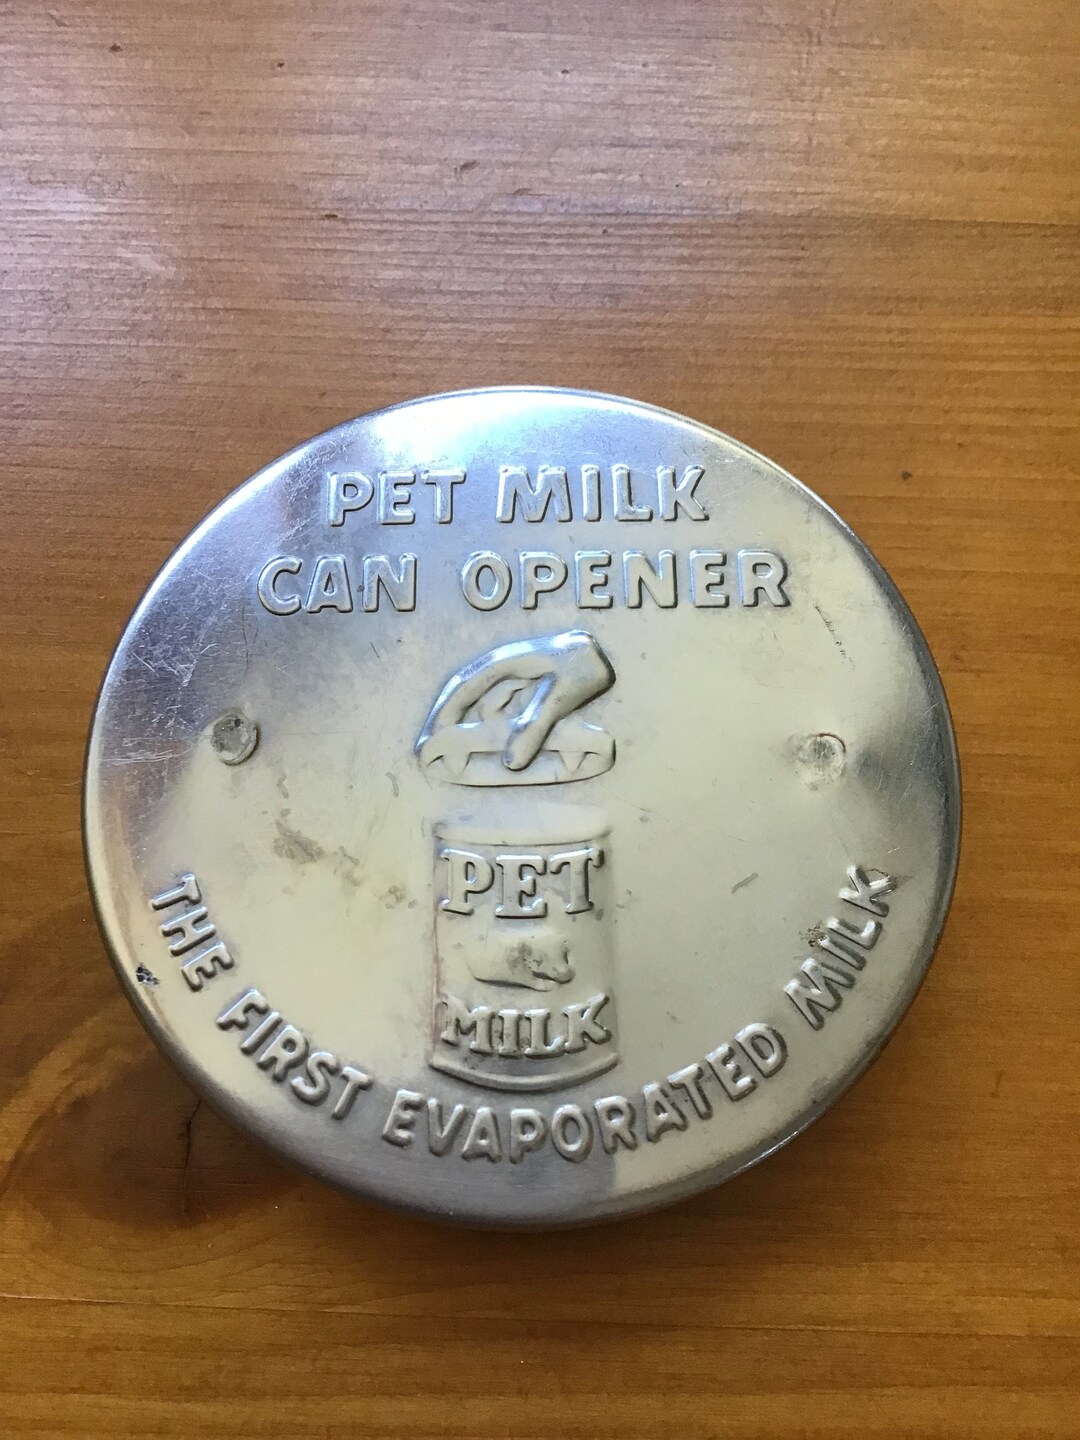 PET MILK
CAN OPENER
PET
MILK
THE FIRST EVAPORATED MILK